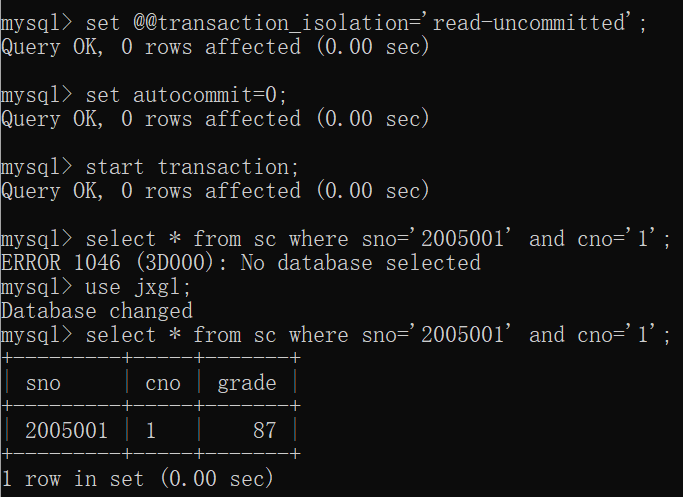 mysql> set @@transaction_isolation='read-uncommitted';
Query OK, 0 rows affected (0.00 sec)
mysql> set autocommit=0;
Query OK, 0 rows affected (0.00 sec)
mysql> start transaction;
Query OK, 0 rows affected (0.00 sec)
mysql> select * from sc where sno='2005001' and cno='1';
ERROR 1046 (3D000): No database selected
mysql> use jxgl;
Database changed
mysql> select * from sc where sno='2005001' and cno='1';
+---------+-----+-------+
| sno     | cno | grade |
+---------+-----+-------+
| 2005001 | 1   |    87 |
+---------+-----+-------+
1 row in set (0.00 sec)